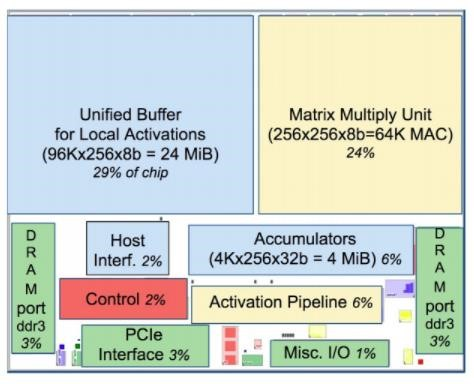 Unified Buffer
for Local Activations
(96Kx256x8b = 24 MiB)
29% of chip
Matrix Multiply Unit
(256x256x8b=64K MAC)
24%
D
R
A
M
port
ddr3
3%
Host
Interf. 2%
Accumulators
(4Kx256x32b = 4 MiB) 6%
D
R
A
M
port
ddr3
3%
Control 2%
Activation Pipeline 6%
PCIe
Interface 3%
Misc. I/O 1%